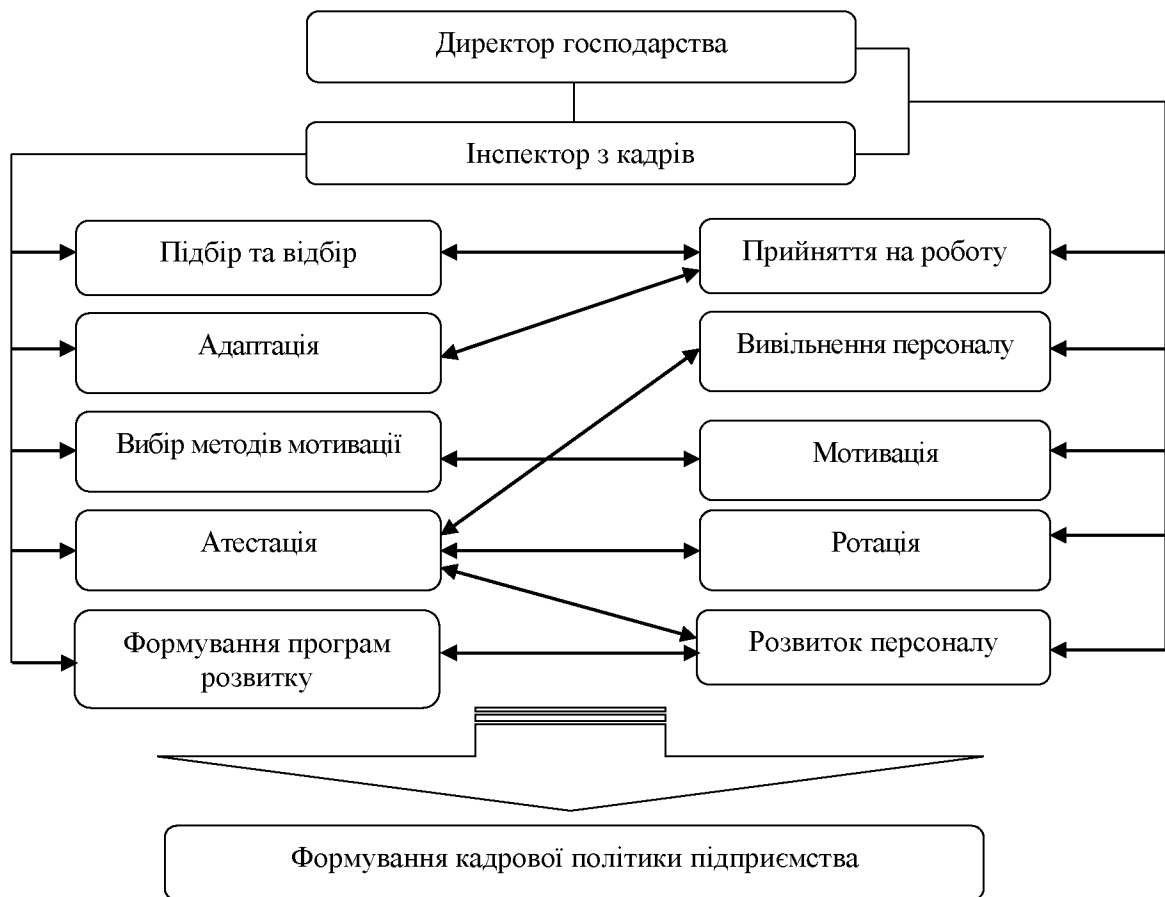 Директор господарства
Інспектор з кадрів
Підбір та відбір
Прийняття на роботу
Адаптація
Вивільнення персоналу
Вибір методів мотивації
Мотивація
Атестація
Ротація
Формування програм
розвитку
Розвиток персоналу
Формування кадрової політики підприємства